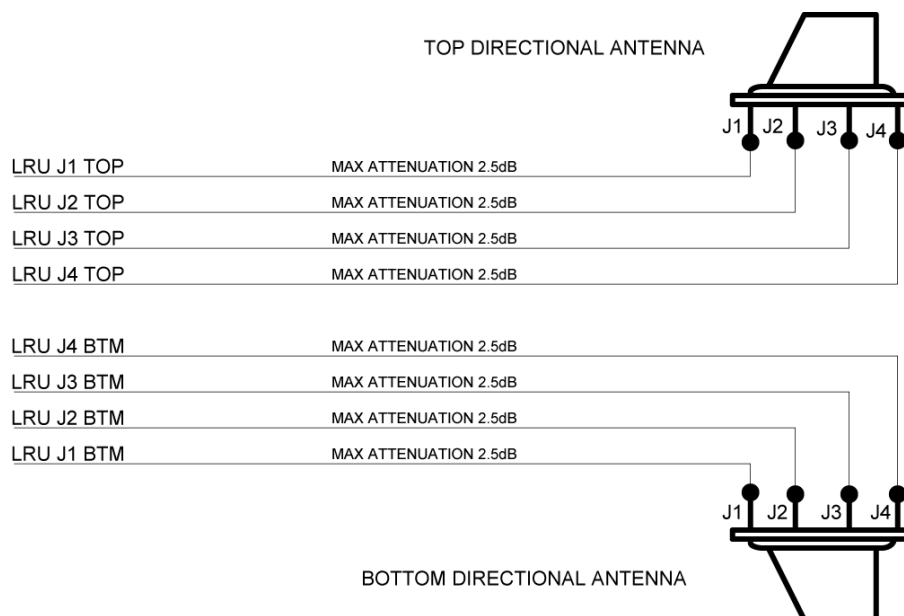 TOP DIRECTIONAL ANTENNA
J1 J2 J3 J4
LRU J1 TOP MAX ATTENUATION 2.5dB
LRU J2 TOP MAX ATTENUATION 2.5dB
LRU J3 TOP MAX ATTENUATION 2.5dB
LRU J4 TOP MAX ATTENUATION 2.5dB
LRU J4 BTM MAX ATTENUATION 2.5dB
LRU J3 BTM MAX ATTENUATION 2.5dB
LRU J2 BTM MAX ATTENUATION 2.5dB
LRU J1 BTM MAX ATTENUATION 2.5dB
J1 J2 J3 J4
BOTTOM DIRECTIONAL ANTENNA